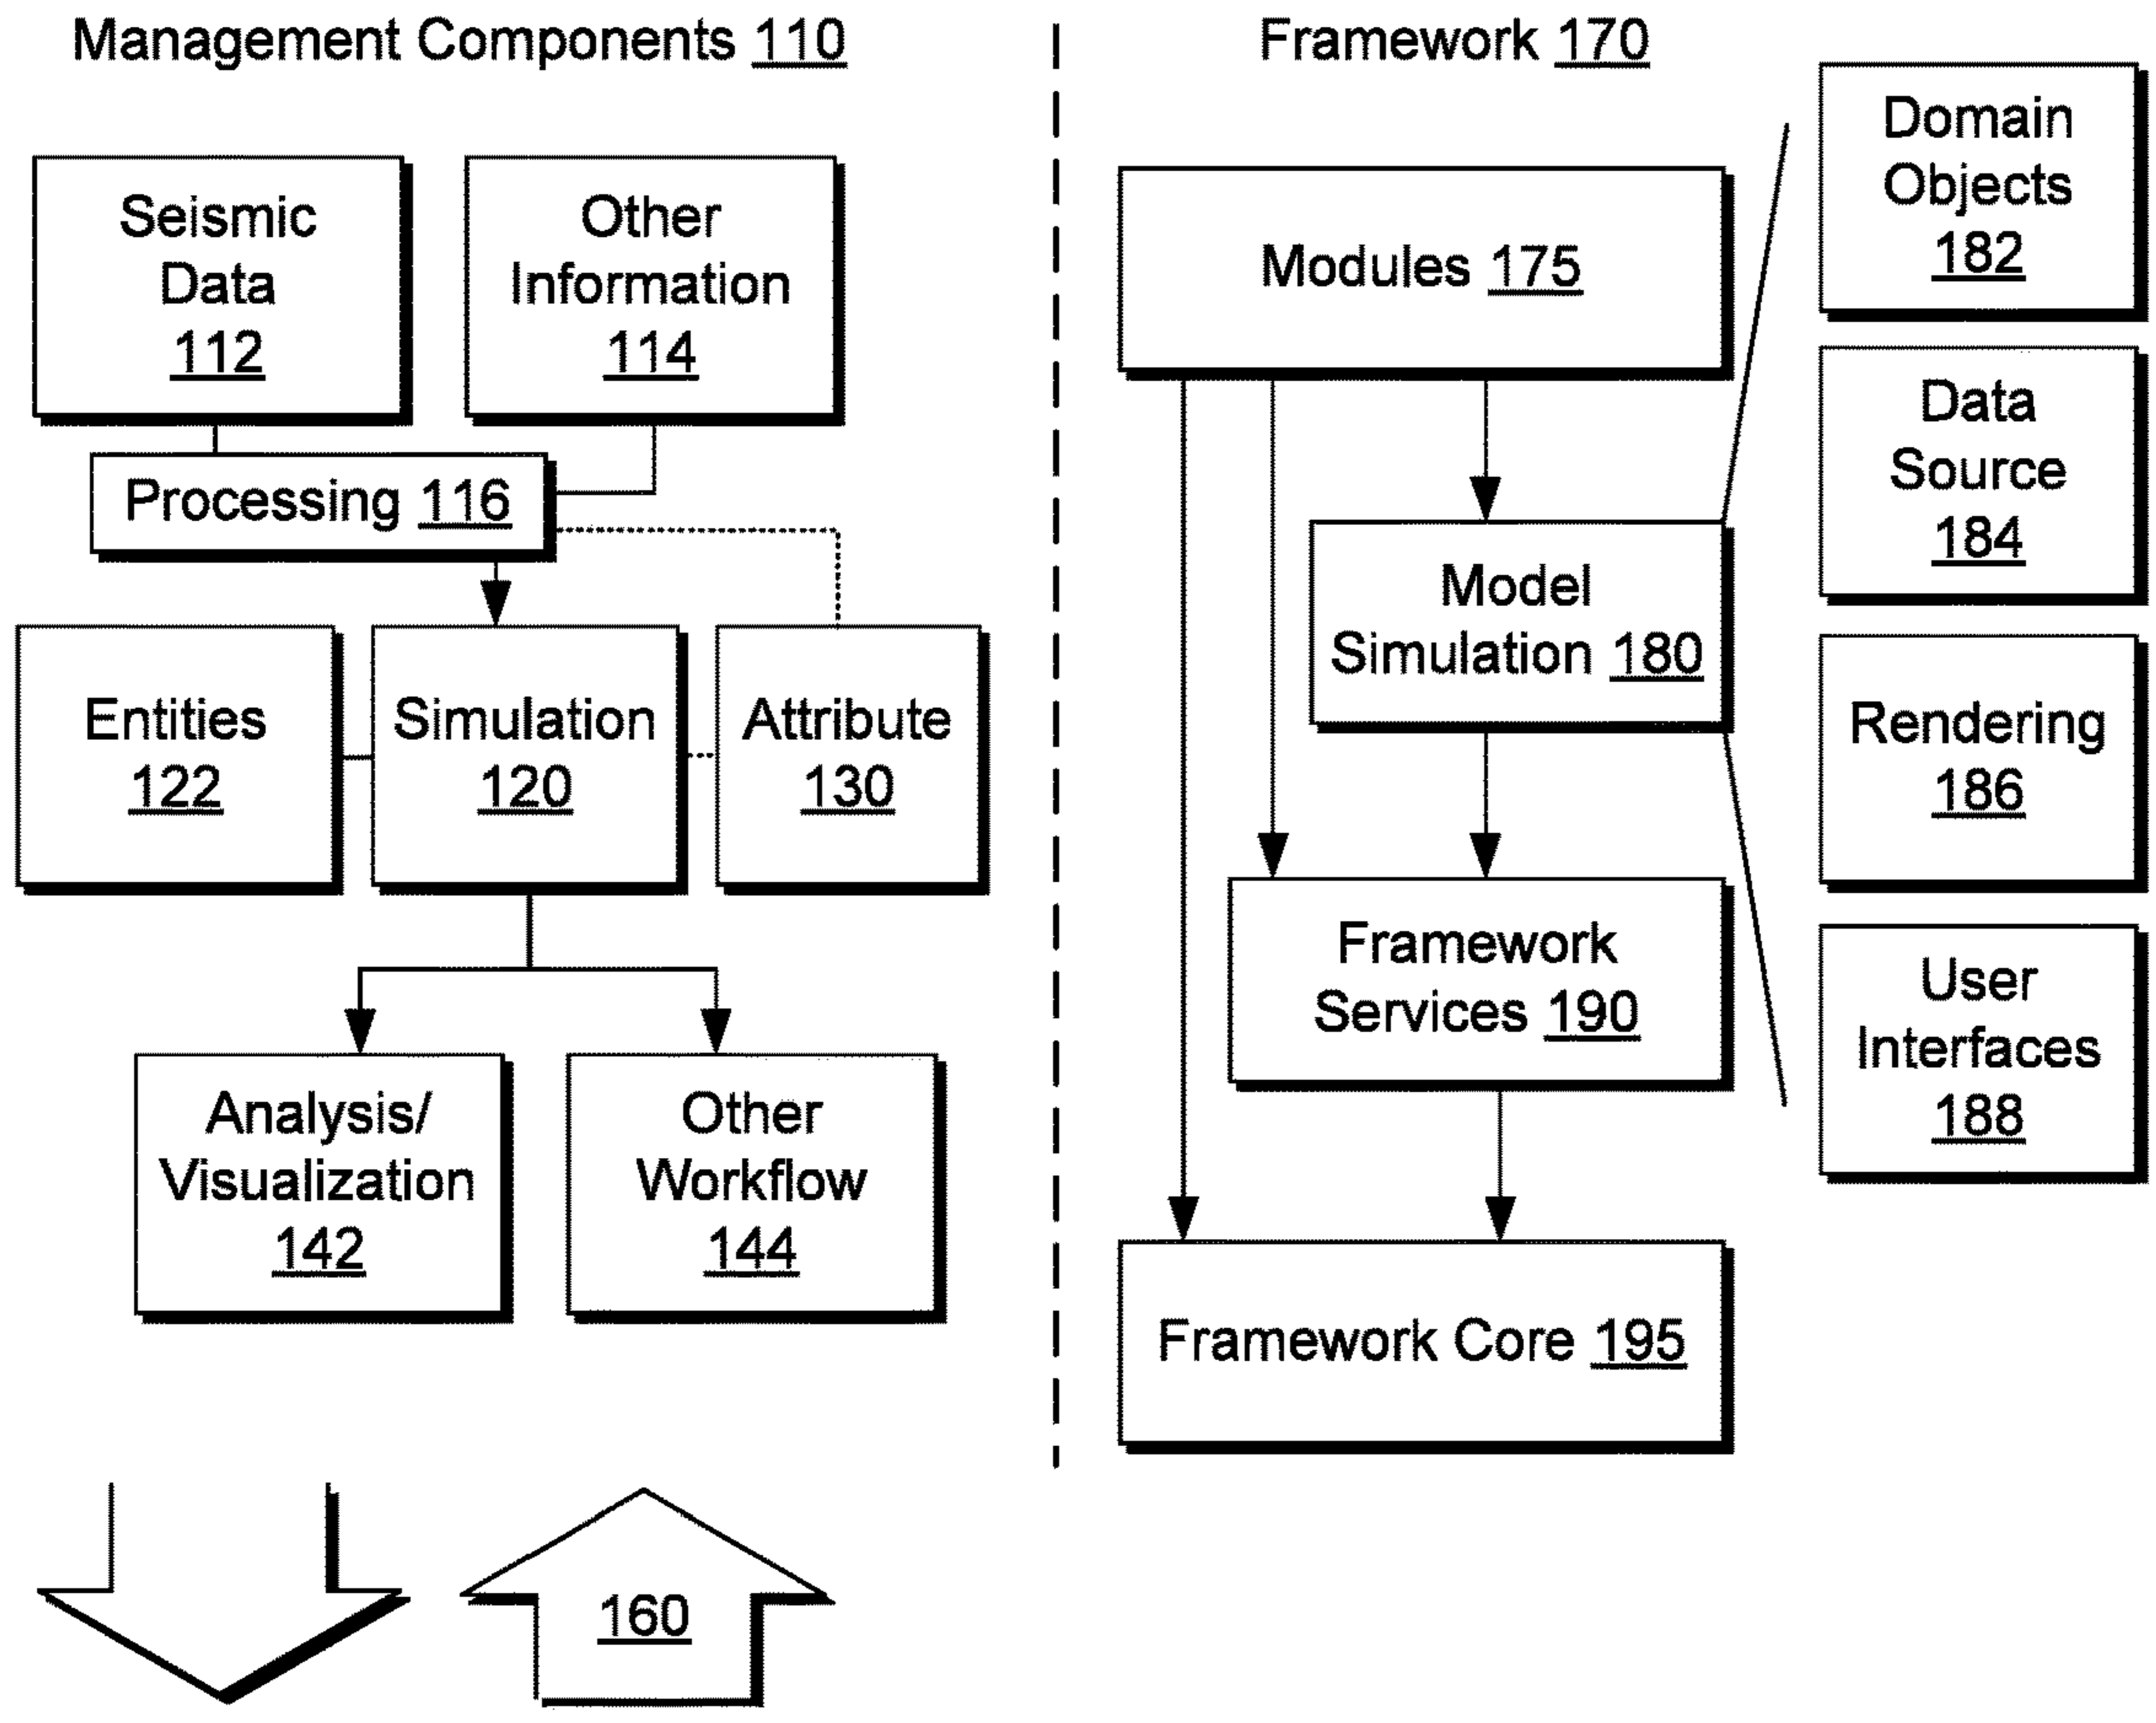 Management Components 110
Seismic
Data
112
Other
Information
114
Processing 116
Entities
122
Simulation
120
Attribute
130
Analysis/
Visualization
142
Other
Workflow
144
160
Framework 170
Modules 175
Model
Simulation 180
Framework
Services 190
Framework Core 195
Domain
Objects
182
Data
Source
184
Rendering
186
User
Interfaces
188